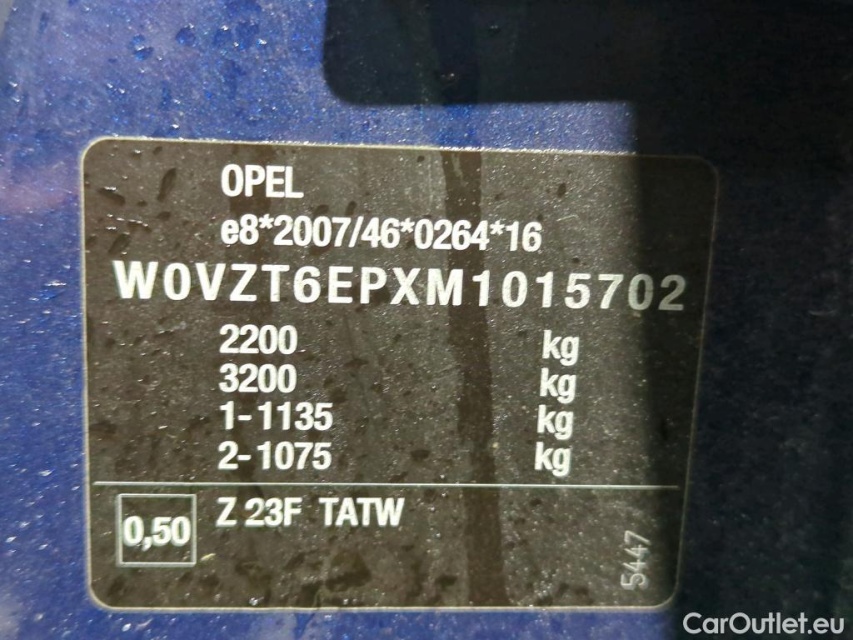 OPEL
e8*2007/46*0264*16
W0VZT6EPXM1015702
2200 kg
3200 kg
1-1135 kg
2-1075 kg
0,50 Z 23F TATW
5447
CarOutlet.eu